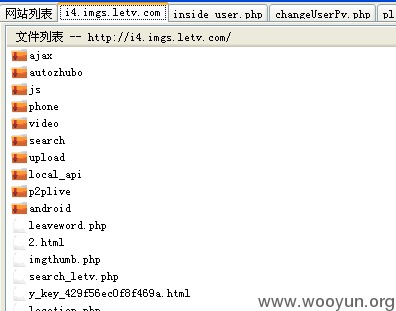 网站列表 i4.imgs.letv.com inside user.php changeUserPv.php pl
文件列表 -- http://i4.imgs.letv.com/
ajax
autozhubo
js
phone
video
search
upload
local_api
p2plive
android
leaveword.php
2.html
imgthumb.php
search_letv.php
y_key_429f56ec0f8f469a.html
location.php
www.wooyun.org